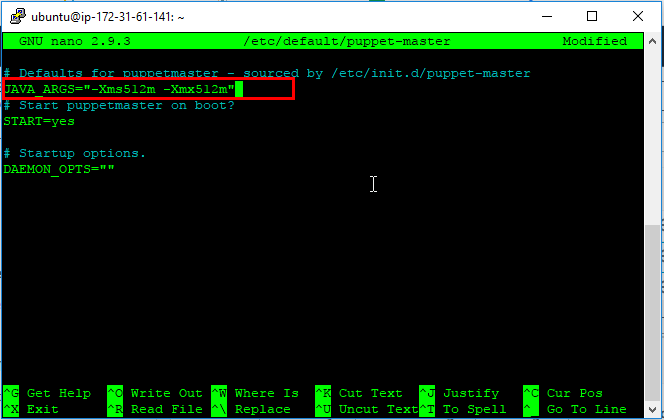 ubuntu@ip-172-31-61-141: ~
GNU nano 2.9.3 /etc/default/puppet-master Modified
# Defaults for puppetmaster - sourced by /etc/init.d/puppet-master
JAVA_ARGS="-Xms512m -Xmx512m"
# Start puppetmaster on boot?
START=yes
# Startup options.
DAEMON_OPTS=""
^G Get Help ^O Write Out ^W Where Is ^K Cut Text ^J Justify ^C Cur Pos
^X Exit ^R Read File ^\ Replace ^U Uncut Text ^T To Spell ^_ Go To Line